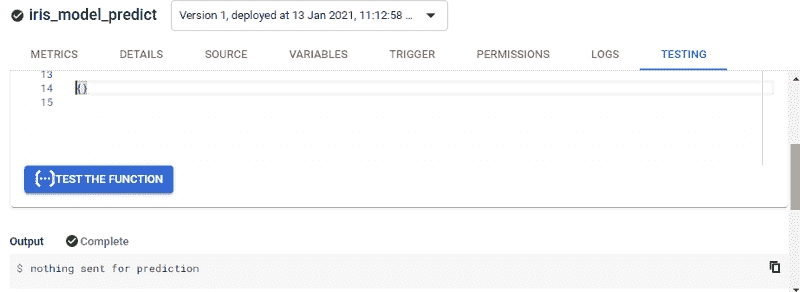 iris_model_predict Version 1, deployed at 13 Jan 2021, 11:12:58 ...
METRICS DETAILS SOURCE VARIABLES TRIGGER PERMISSIONS LOGS TESTING
13
14 {}
15
{··}TEST THE FUNCTION
Output Complete
$ nothing sent for prediction